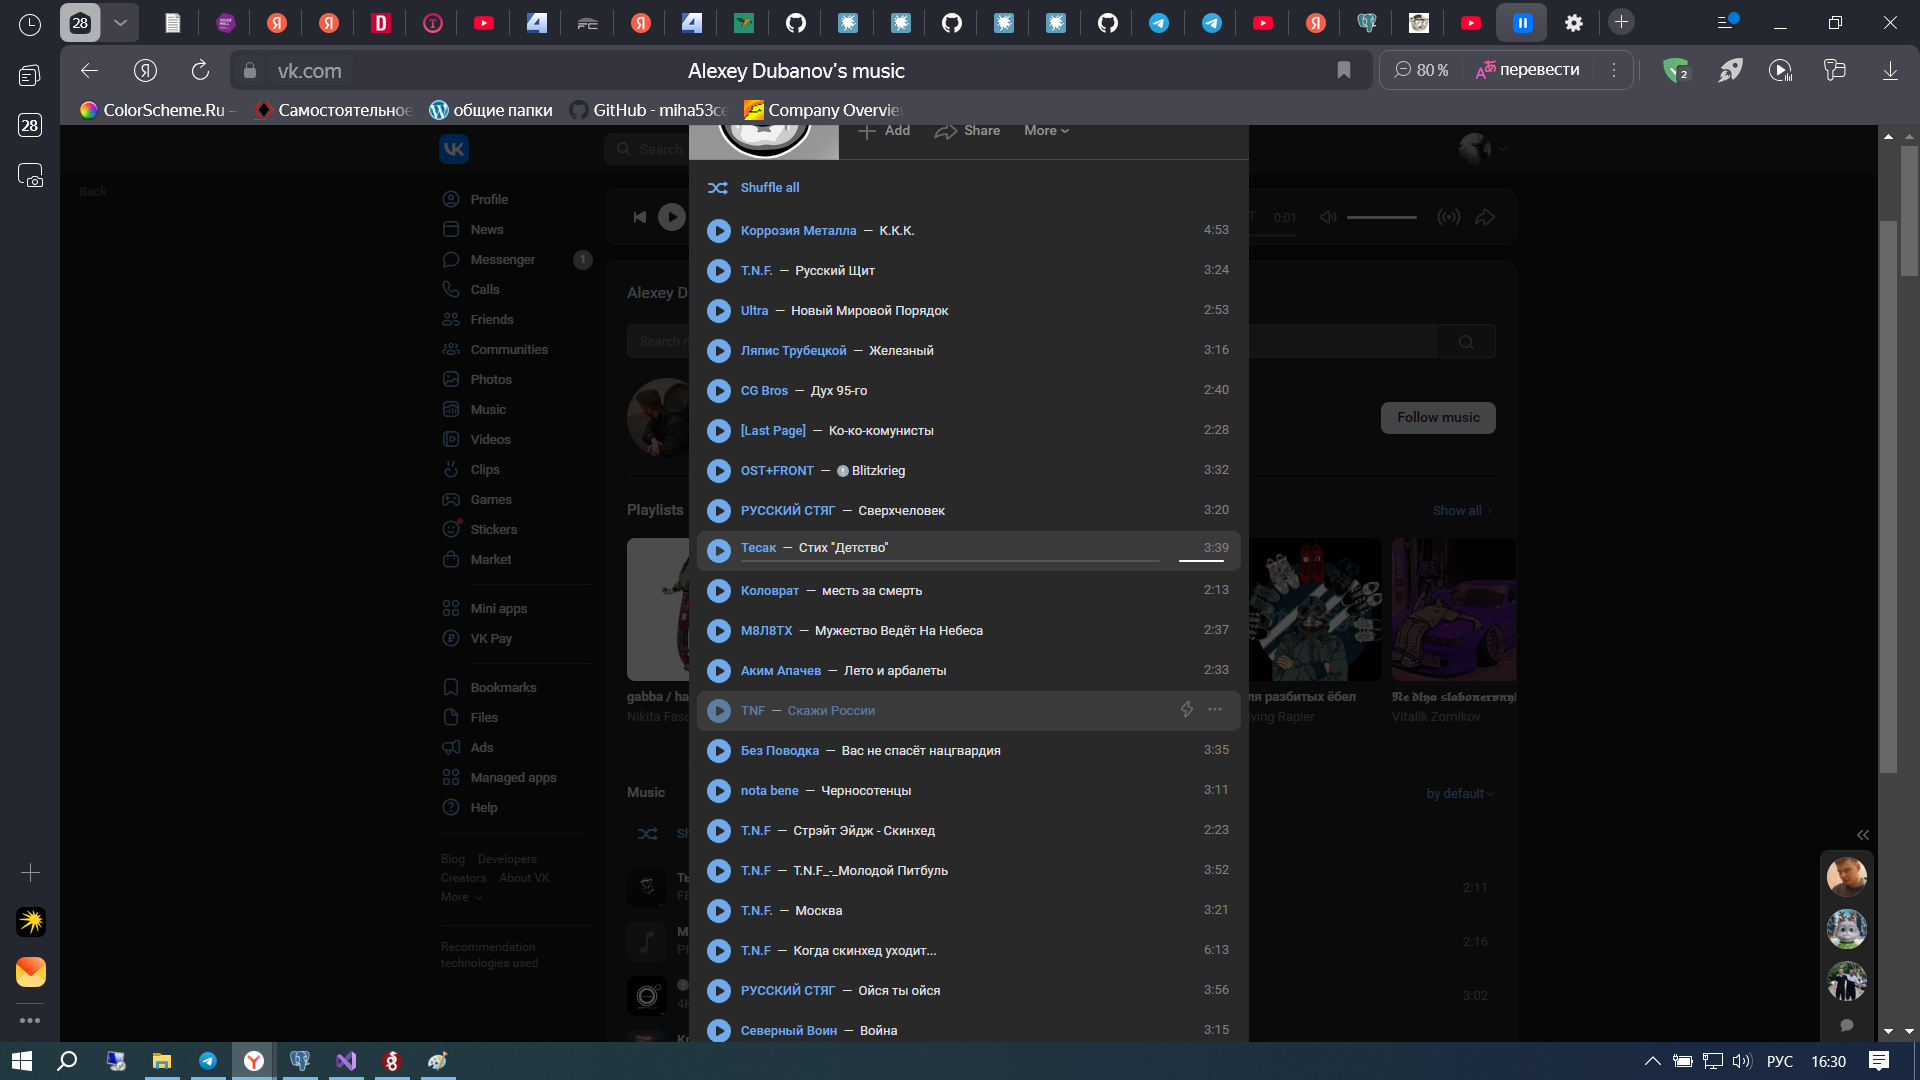 28
vk.com
Alexey Dubanov's music
80 %
перевести
2
ColorScheme.Ru –
Самостоятельное
общие папки
GitHub - miha53ce
Company Overvie
28
Back
Search
Add
Share
More
Profile
News
Messenger
1
Calls
Friends
Communities
Photos
Music
Videos
Clips
Games
Stickers
Market
Mini apps
VK Pay
Bookmarks
Files
Ads
Managed apps
Help
Blog Developers
Creators About VK
More
Recommendation
technologies used
Shuffle all
Коррозия Металла — К.К.К. 4:53
T.N.F. — Русский Щит 3:24
Ultra — Новый Мировой Порядок 2:53
Ляпис Трубецкой — Железный 3:16
CG Bros — Дух 95-го 2:40
[Last Page] — Ко-ко-комунисты 2:28
OST+FRONT — Blitzkrieg 3:32
РУССКИЙ СТЯГ — Сверхчеловек 3:20
Тесак — Стих "Детство" 3:39
Коловрат — месть за смерть 2:13
М8Л8ТХ — Мужество Ведёт На Небеса 2:37
Аким Апачев — Лето и арбалеты 2:33
TNF — Скажи России
Без Поводка — Вас не спасёт нацгвардия 3:35
nota bene — Черносотенцы 3:11
T.N.F — Стрэйт Эйдж - Скинхед 2:23
T.N.F — T.N.F_-_Молодой Питбуль 3:52
T.N.F. — Москва 3:21
T.N.F — Когда скинхед уходит... 6:13
РУССКИЙ СТЯГ — Ойся ты ойся 3:56
Северный Воин — Война 3:15
0:01
Alexey D
Search m
Follow music
Playlists
Show all
gabba / ha
Nikita Fasc
ля разбитых ёбел
ving Rapier
Vitalik Zornikov
Music
by default
Sh
2:11
2:16
3:02
РУС
16:30